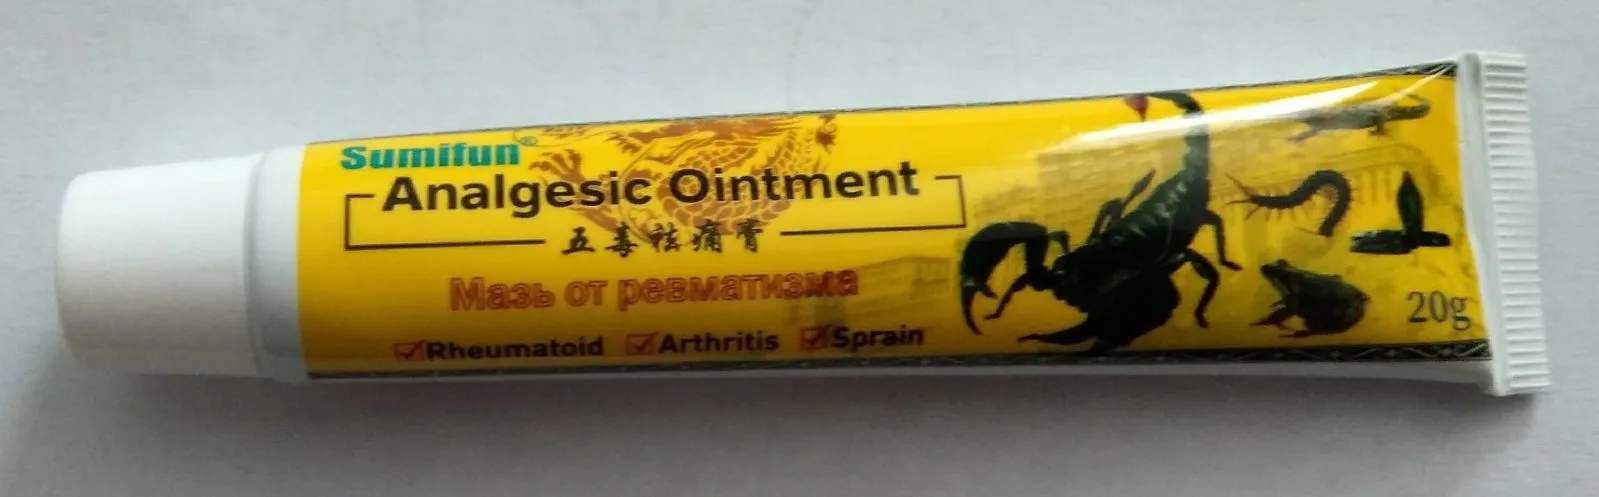 Sumifun®
Analgesic Ointment
五毒祛痛膏
Мазь от ревматизма
Rheumatoid Arthritis Sprain
20g